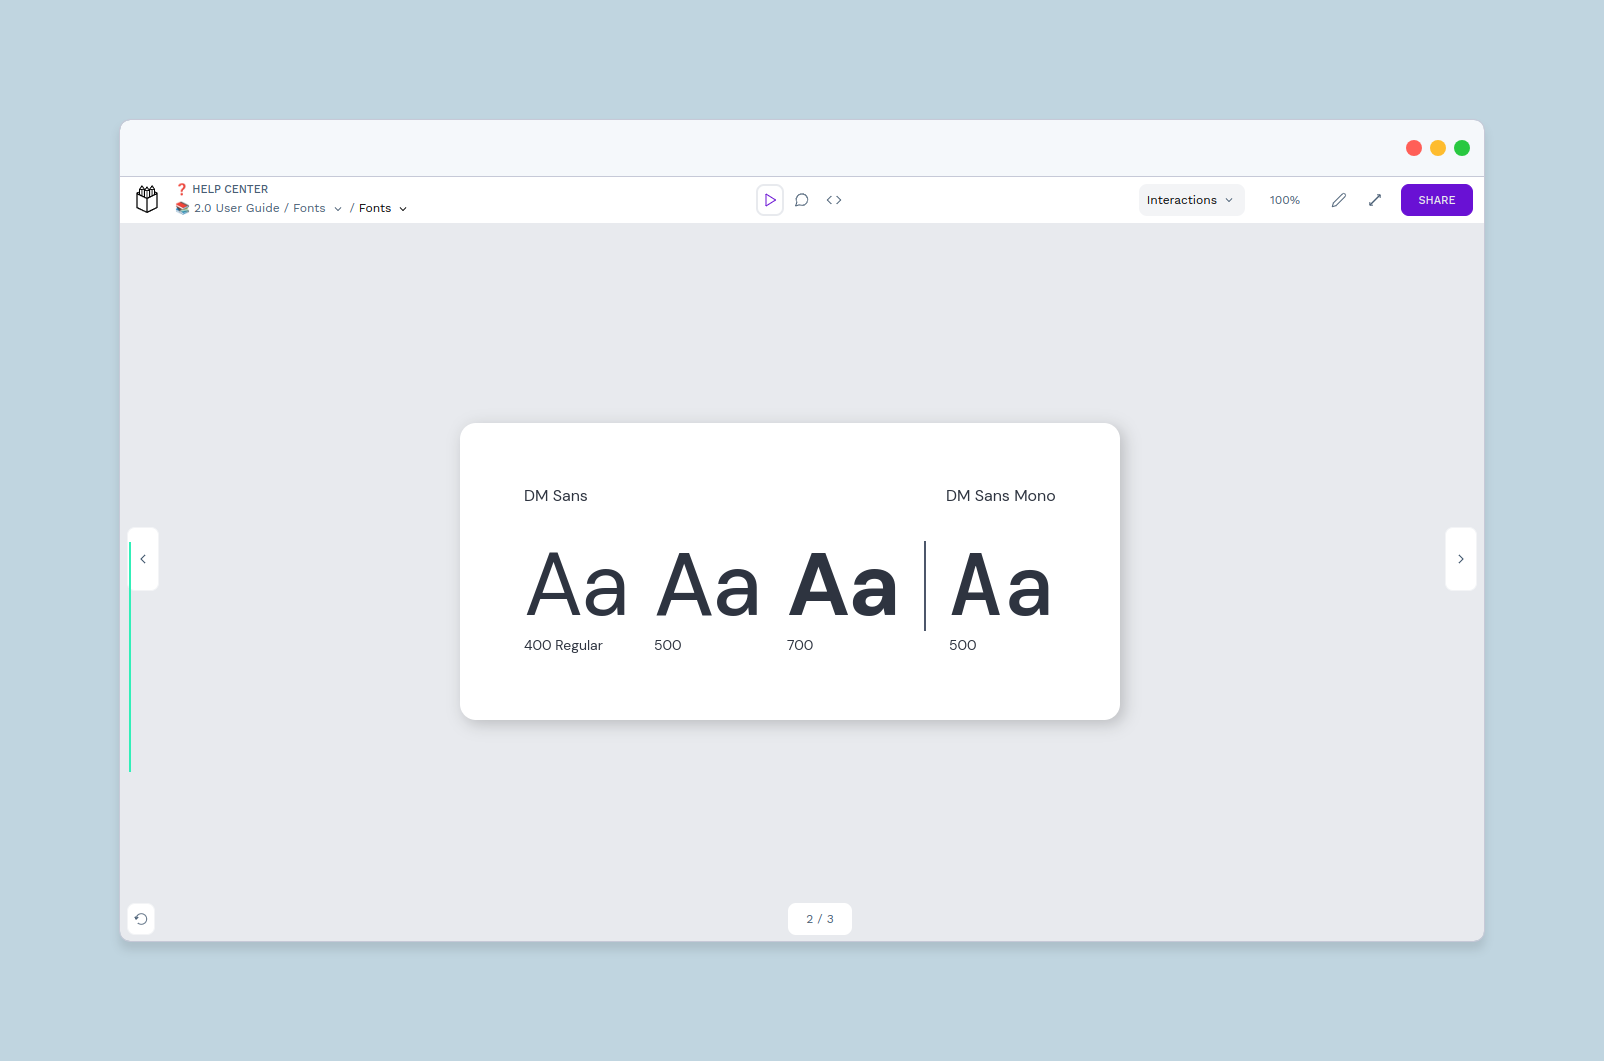 ❓ HELP CENTER
📚 2.0 User Guide / Fonts / Fonts
Interactions
100%
SHARE
DM Sans
DM Sans Mono
Aa Aa Aa Aa
400 Regular 500 700 500
2 / 3